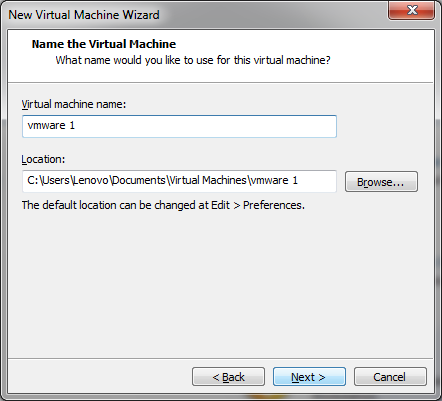 New Virtual Machine Wizard
Name the Virtual Machine
What name would you like to use for this virtual machine?
Virtual machine name:
vmware 1
Location:
C:\Users\Lenovo\Documents\Virtual Machines\vmware 1
Browse...
The default location can be changed at Edit > Preferences.
< Back Next > Cancel